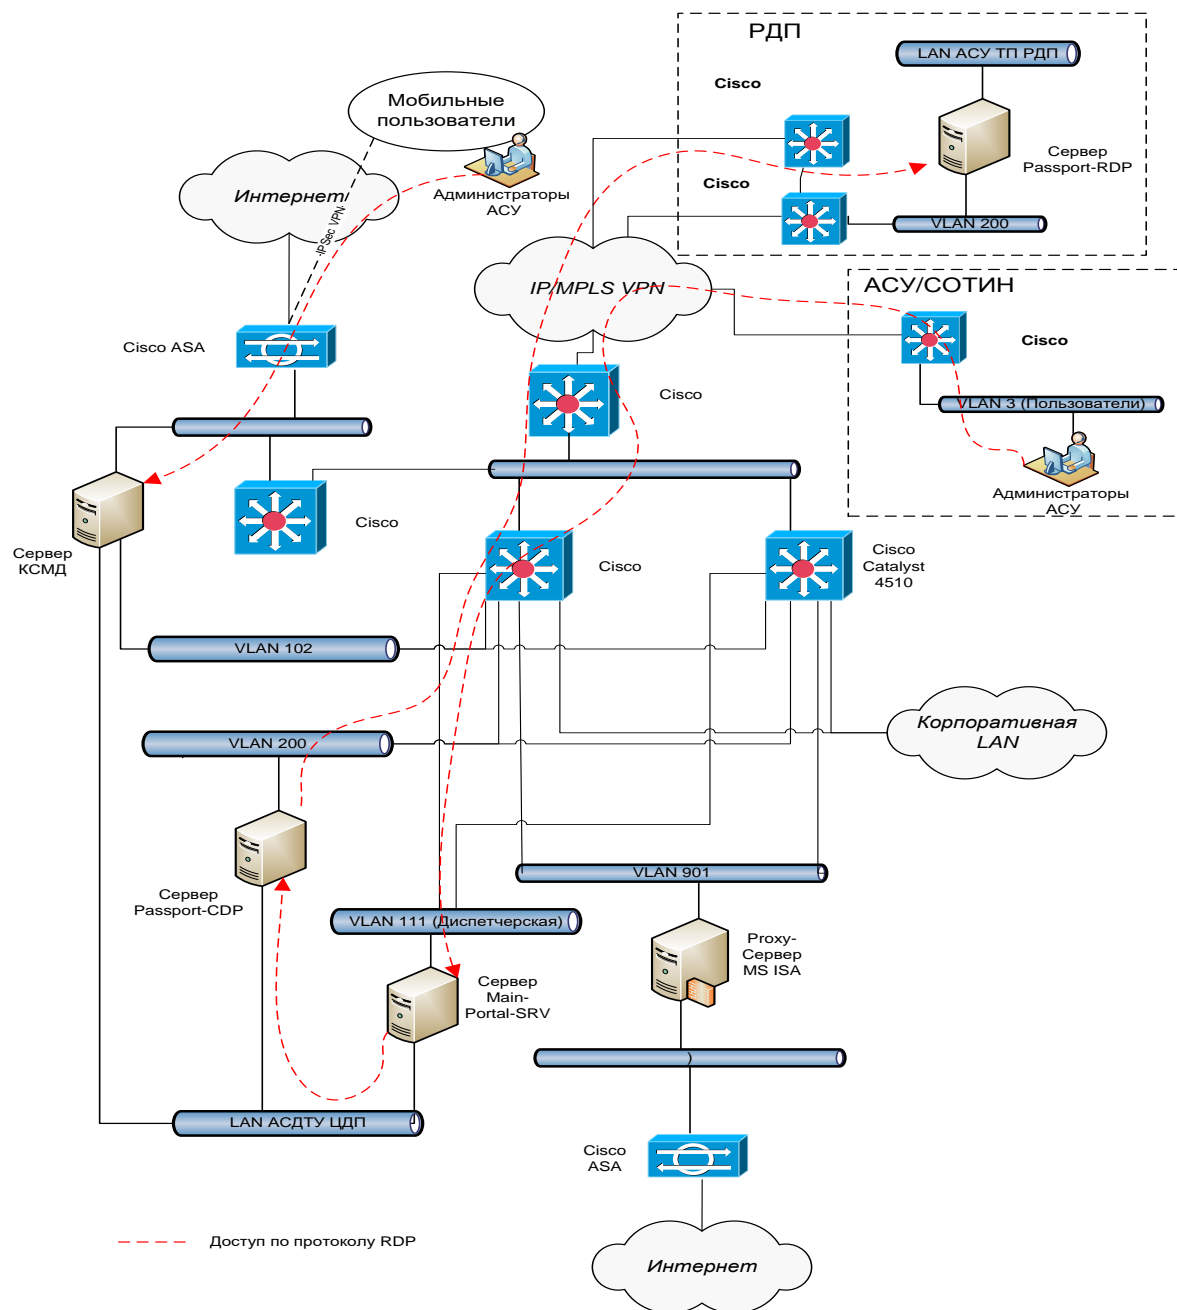 РДП
LAN АСУ ТП РДП
Cisco
Мобильные
пользователи
Сервер
Passport-RDP
Cisco
Интернет
Администраторы
АСУ
-IPSec VPN-
VLAN 200
IP/MPLS VPN
АСУ/СОТИН
Cisco ASA
Cisco
Cisco
VLAN 3 (Пользователи)
Администраторы
АСУ
Cisco
Сервер
КСМД
Cisco
Cisco
Catalyst
4510
VLAN 102
Корпоративная
LAN
VLAN 200
VLAN 901
Сервер
Passport-CDP
VLAN 111 (Диспетчерская)
Proxy-
Сервер
MS ISA
Сервер
Main-
Portal-SRV
)
LAN АСДТУ ЦДП
Cisco
ASA
Доступ по протоколу RDP
Интернет